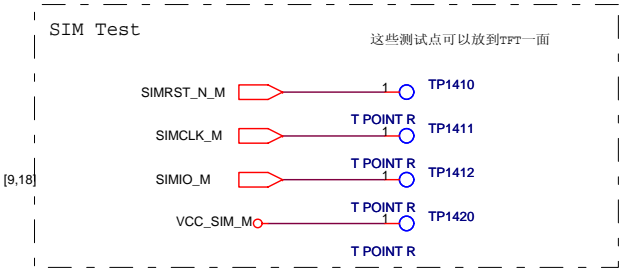 SIM Test
这些测试点可以放到TFT一面
SIMRST_N_M 1 TP1410
T POINT R
SIMCLK_M 1 TP1411
T POINT R
[9,18] SIMIO_M 1 TP1412
T POINT R
VCC_SIM_M 1 TP1420
T POINT R